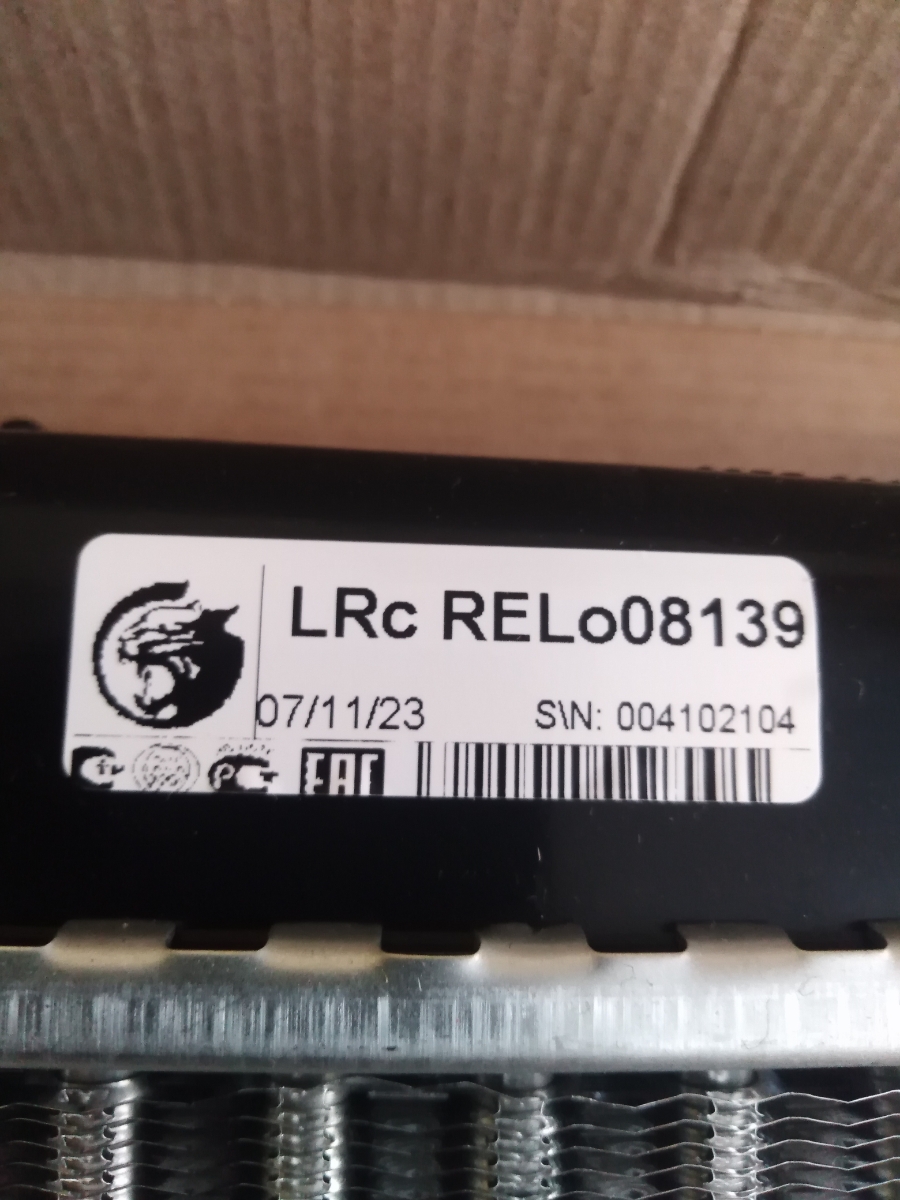 LRc RELo08139
07/11/23 S\N: 004102104
EAC